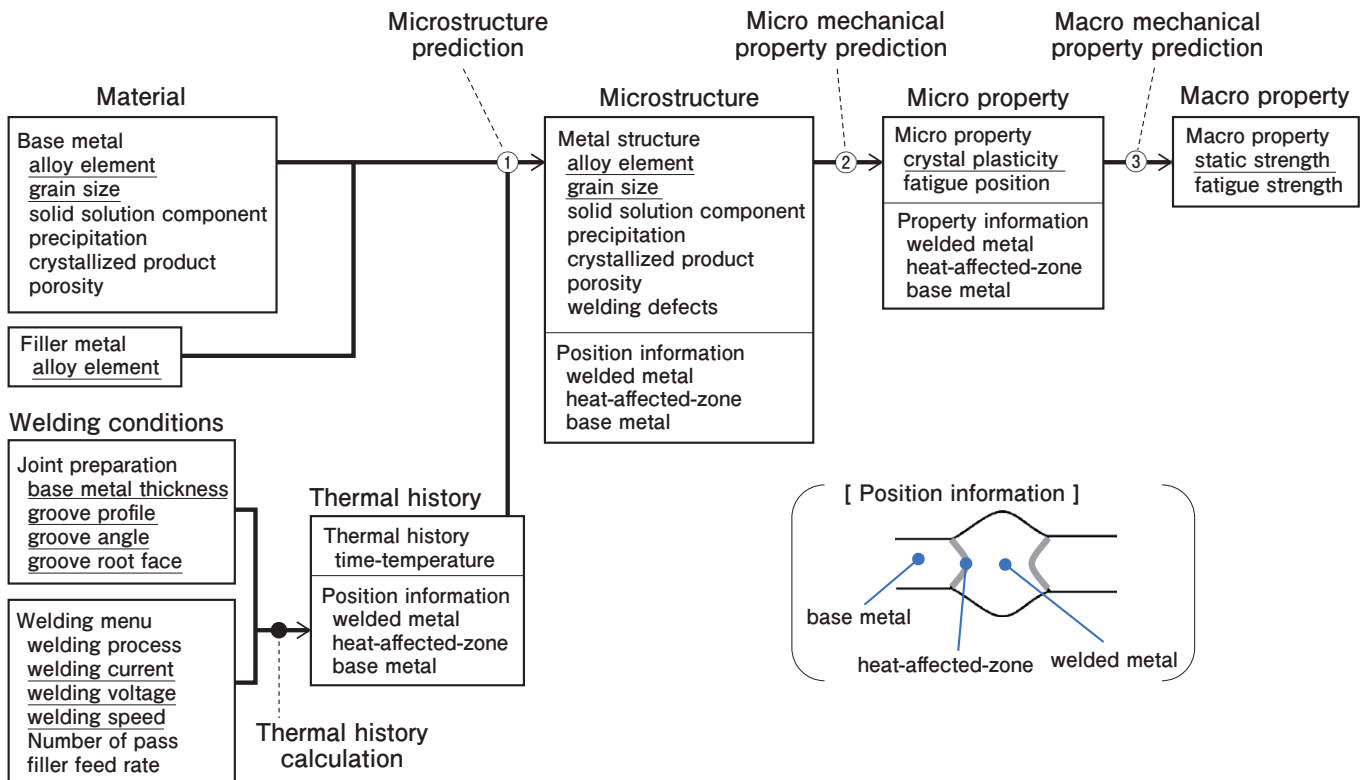 Microstructure
prediction
Micro mechanical
property prediction
Macro mechanical
property prediction
Material
Base metal
alloy element
grain size
solid solution component
precipitation
crystallized product
porosity
Filler metal
alloy element
1
Microstructure
Metal structure
alloy element
grain size
solid solution component
precipitation
crystallized product
porosity
welding defects
Position information
welded metal
heat-affected-zone
base metal
2
Micro property
Micro property
crystal plasticity
fatigue position
Property information
welded metal
heat-affected-zone
base metal
3
Macro property
Macro property
static strength
fatigue strength
Welding conditions
Joint preparation
base metal thickness
groove profile
groove angle
groove root face
Welding menu
welding process
welding current
welding voltage
welding speed
Number of pass
filler feed rate
Thermal history
Thermal history
time-temperature
Position information
welded metal
heat-affected-zone
base metal
Thermal history
calculation
[ Position information ]
base metal
heat-affected-zone
welded metal